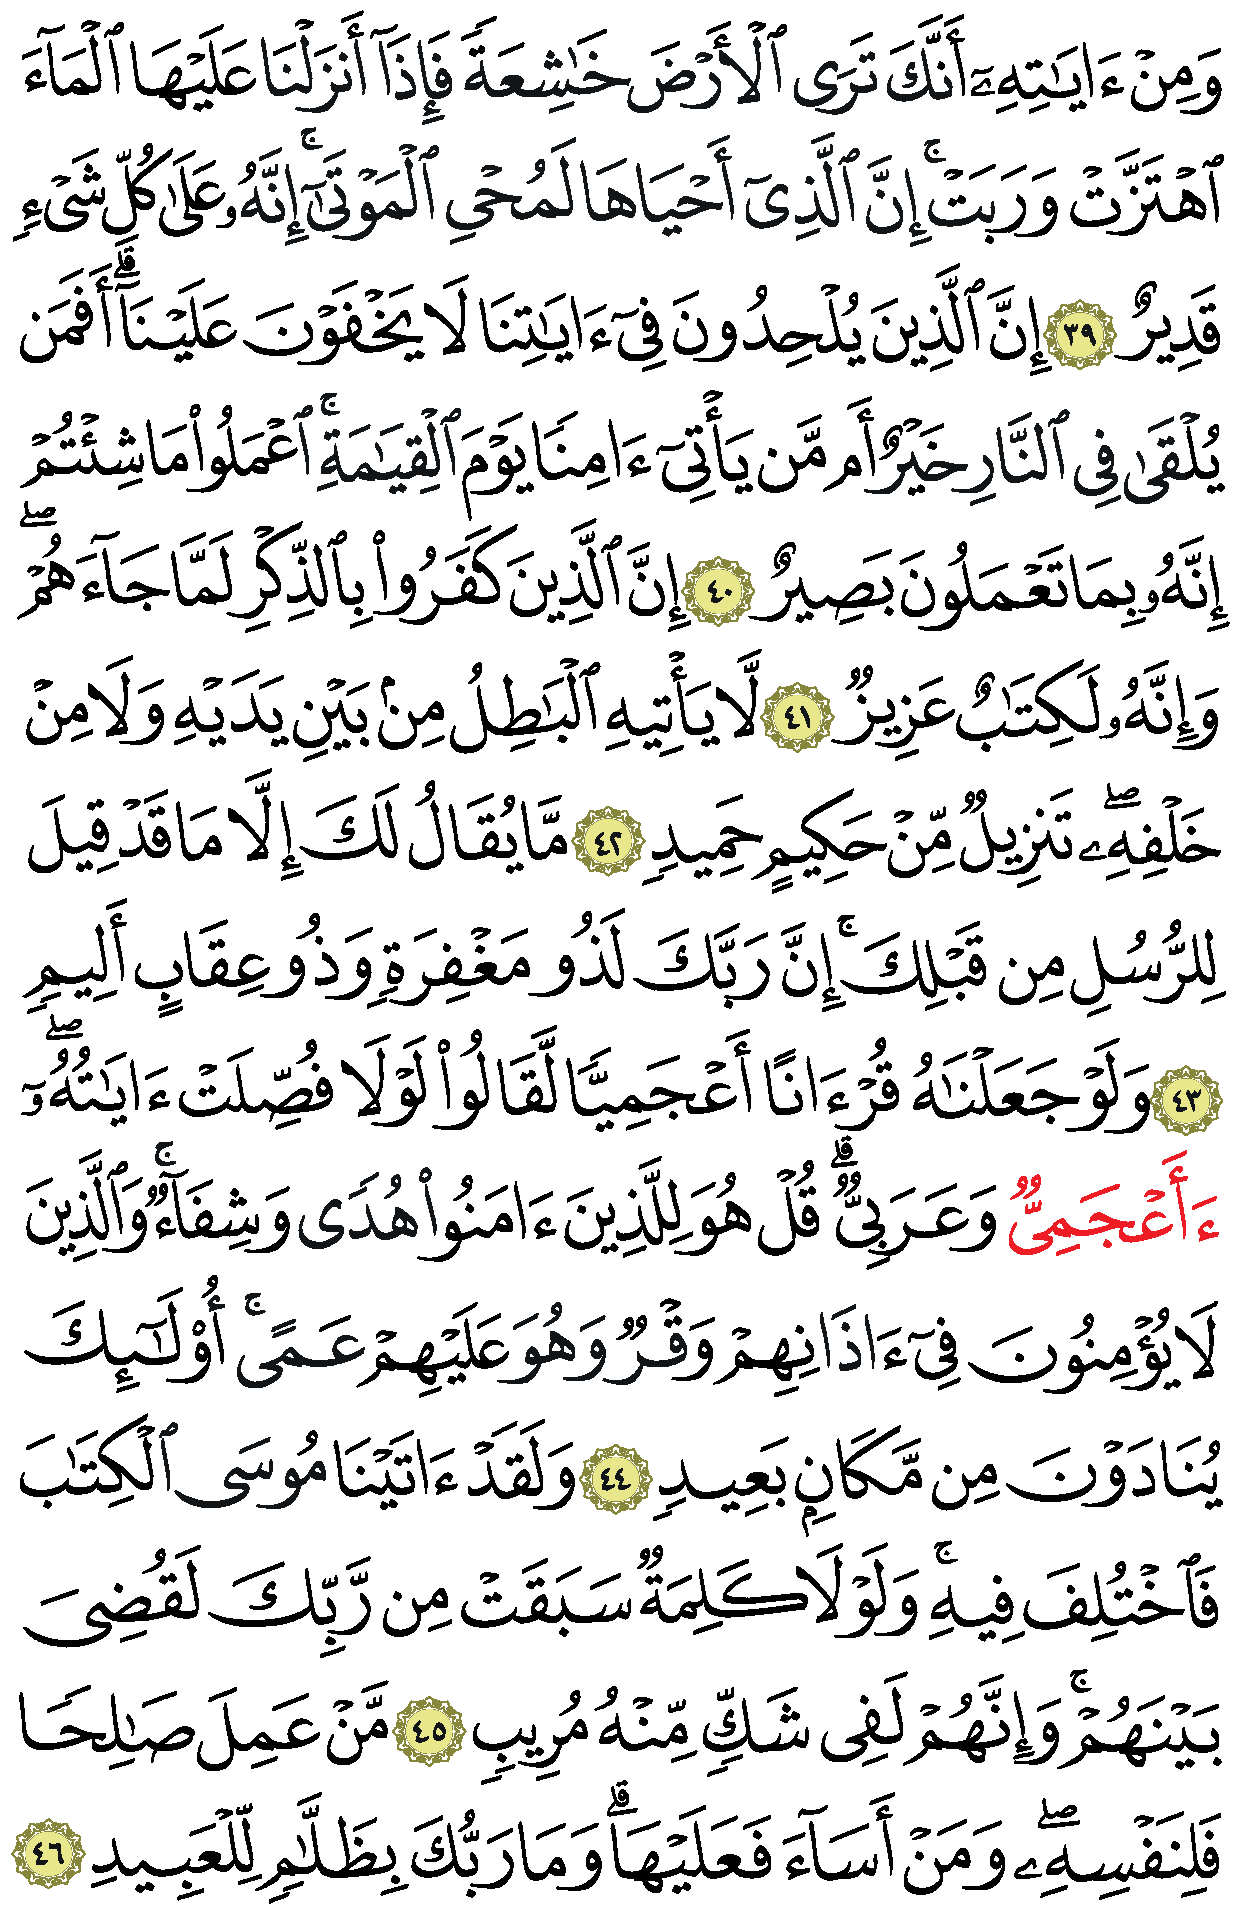 وَمِنْ ءَايَٰتِهِۦٓ أَنَّكَ تَرَى ٱلْأَرْضَ خَٰشِعَةً فَإِذَآ أَنزَلْنَا عَلَيْهَا ٱلْمَآءَ
ٱهْتَزَّتْ وَرَبَتْ ۚ إِنَّ ٱلَّذِىٓ أَحْيَاهَا لَمُحْىِ ٱلْمَوْتَىٰٓ ۚ إِنَّهُۥ عَلَىٰ كُلِّ شَىْءٍ
قَدِيرٌ ٣٩ إِنَّ ٱلَّذِينَ يُلْحِدُونَ فِىٓ ءَايَٰتِنَا لَا يَخْفَوْنَ عَلَيْنَآ ۗ أَفَمَن
يُلْقَىٰ فِى ٱلنَّارِ خَيْرٌ أَم مَّن يَأْتِىٓ ءَامِنًا يَوْمَ ٱلْقِيَٰمَةِ ۚ ٱعْمَلُوا۟ مَا شِئْتُمْ ۖ
إِنَّهُۥ بِمَا تَعْمَلُونَ بَصِيرٌ ٤٠ إِنَّ ٱلَّذِينَ كَفَرُوا۟ بِٱلذِّكْرِ لَمَّا جَآءَهُمْ ۖ
وَإِنَّهُۥ لَكِتَٰبٌ عَزِيزٌ ٤١ لَّا يَأْتِيهِ ٱلْبَٰطِلُ مِنۢ بَيْنِ يَدَيْهِ وَلَا مِنْ
خَلْفِهِۦ ۖ تَنزِيلٌ مِّنْ حَكِيمٍ حَمِيدٍ ٤٢ مَّا يُقَالُ لَكَ إِلَّا مَا قَدْ قِيلَ
لِلرُّسُلِ مِن قَبْلِكَ ۚ إِنَّ رَبَّكَ لَذُو مَغْفِرَةٍ وَذُو عِقَابٍ أَلِيمٍ
٤٣ وَلَوْ جَعَلْنَٰهُ قُرْءَانًا أَعْجَمِيًّا لَّقَالُوا۟ لَوْلَا فُصِّلَتْ ءَايَٰتُهُۥٓ ۖ
ءَأَعْجَمِىٌّ وَعَرَبِىٌّ ۗ قُلْ هُوَ لِلَّذِينَ ءَامَنُوا۟ هُدًى وَشِفَآءٌ ۖ وَٱلَّذِينَ
لَا يُؤْمِنُونَ فِىٓ ءَاذَانِهِمْ وَقْرٌ وَهُوَ عَلَيْهِمْ عَمًى ۚ أُو۟لَٰٓئِكَ
يُنَادَوْنَ مِن مَّكَانٍۭ بَعِيدٍ ٤٤ وَلَقَدْ ءَاتَيْنَا مُوسَى ٱلْكِتَٰبَ
فَٱخْتُلِفَ فِيهِ ۚ وَلَوْلَا كَلِمَةٌ سَبَقَتْ مِن رَّبِّكَ لَقُضِىَ
بَيْنَهُمْ ۚ وَإِنَّهُمْ لَفِى شَكٍّ مِّنْهُ مُرِيبٍ ٤٥ مَّنْ عَمِلَ صَٰلِحًا
فَلِنَفْسِهِۦ ۖ وَمَنْ أَسَآءَ فَعَلَيْهَا ۗ وَمَا رَبُّكَ بِظَلَّٰمٍ لِّلْعَبِيدِ ٤٦